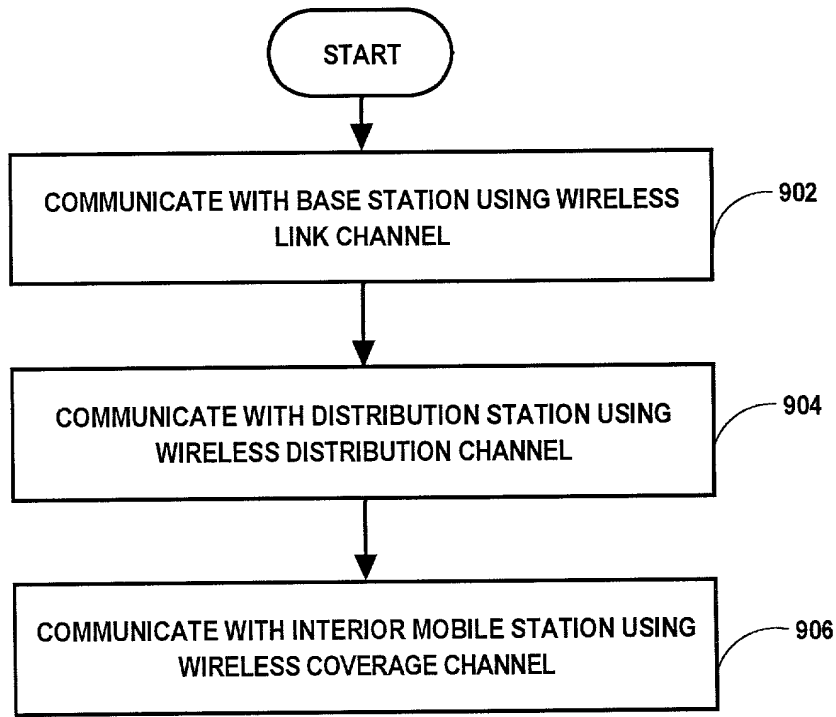 START
COMMUNICATE WITH BASE STATION USING WIRELESS
LINK CHANNEL
902
COMMUNICATE WITH DISTRIBUTION STATION USING
WIRELESS DISTRIBUTION CHANNEL
904
COMMUNICATE WITH INTERIOR MOBILE STATION USING
WIRELESS COVERAGE CHANNEL
906